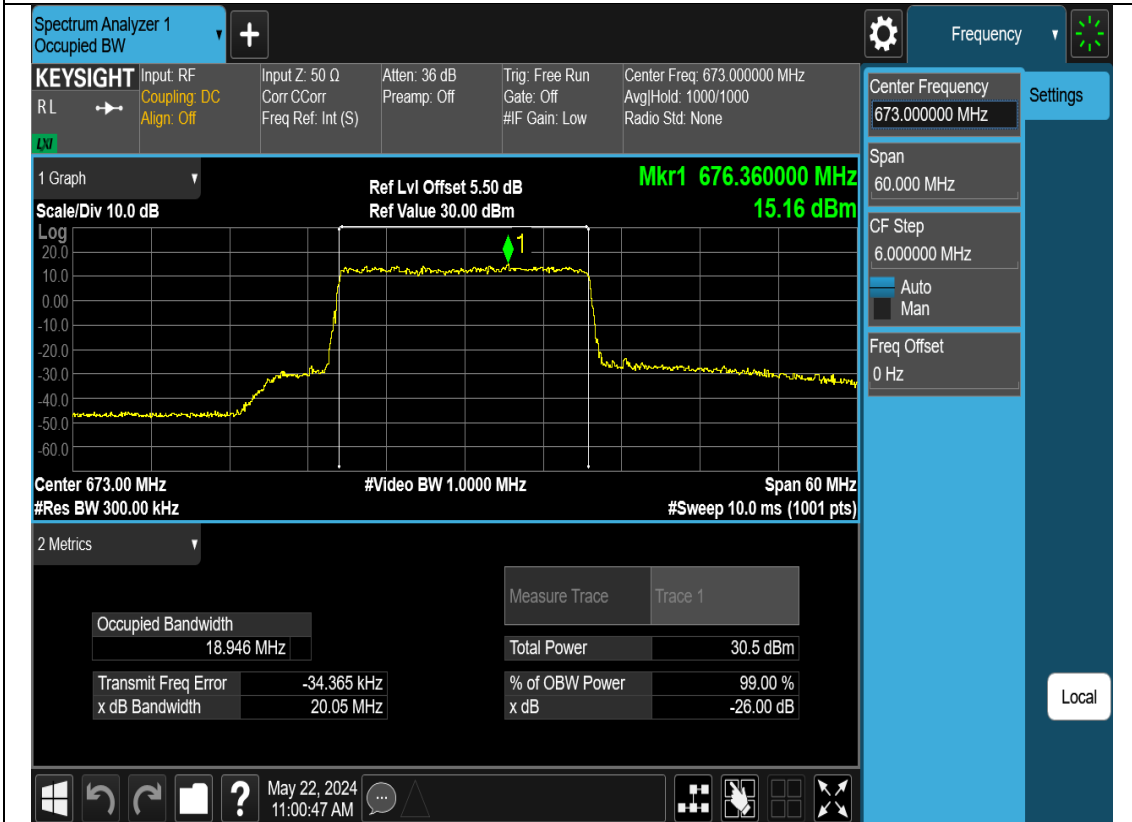 Spectrum Analyzer 1
Occupied BW
+
Frequency
KEYSIGHT
R L
LXI
Input: RF
Coupling: DC
Align: Off
Input Z: 50 Ω
Corr CCorr
Freq Ref: Int (S)
Atten: 36 dB
Preamp: Off
Trig: Free Run
Gate: Off
#IF Gain: Low
Center Freq: 673.000000 MHz
Avg|Hold: 1000/1000
Radio Std: None
Center Frequency
673.000000 MHz
Settings
Span
60.000 MHz
CF Step
6.000000 MHz
Auto
Man
Freq Offset
0 Hz
Local
1 Graph
Scale/Div 10.0 dB
Ref Lvl Offset 5.50 dB
Ref Value 30.00 dBm
Mkr1 676.360000 MHz
15.16 dBm
Log
1
20.0
10.0
0.00
-10.0
-20.0
-30.0
-40.0
-50.0
-60.0
Center 673.00 MHz
#Video BW 1.0000 MHz
Span 60 MHz
#Res BW 300.00 kHz
#Sweep 10.0 ms (1001 pts)
2 Metrics
Measure Trace Trace 1
Occupied Bandwidth
18.946 MHz
Total Power 30.5 dBm
Transmit Freq Error -34.365 kHz
% of OBW Power 99.00 %
x dB Bandwidth 20.05 MHz
x dB -26.00 dB
?
May 22, 2024
11:00:47 AM